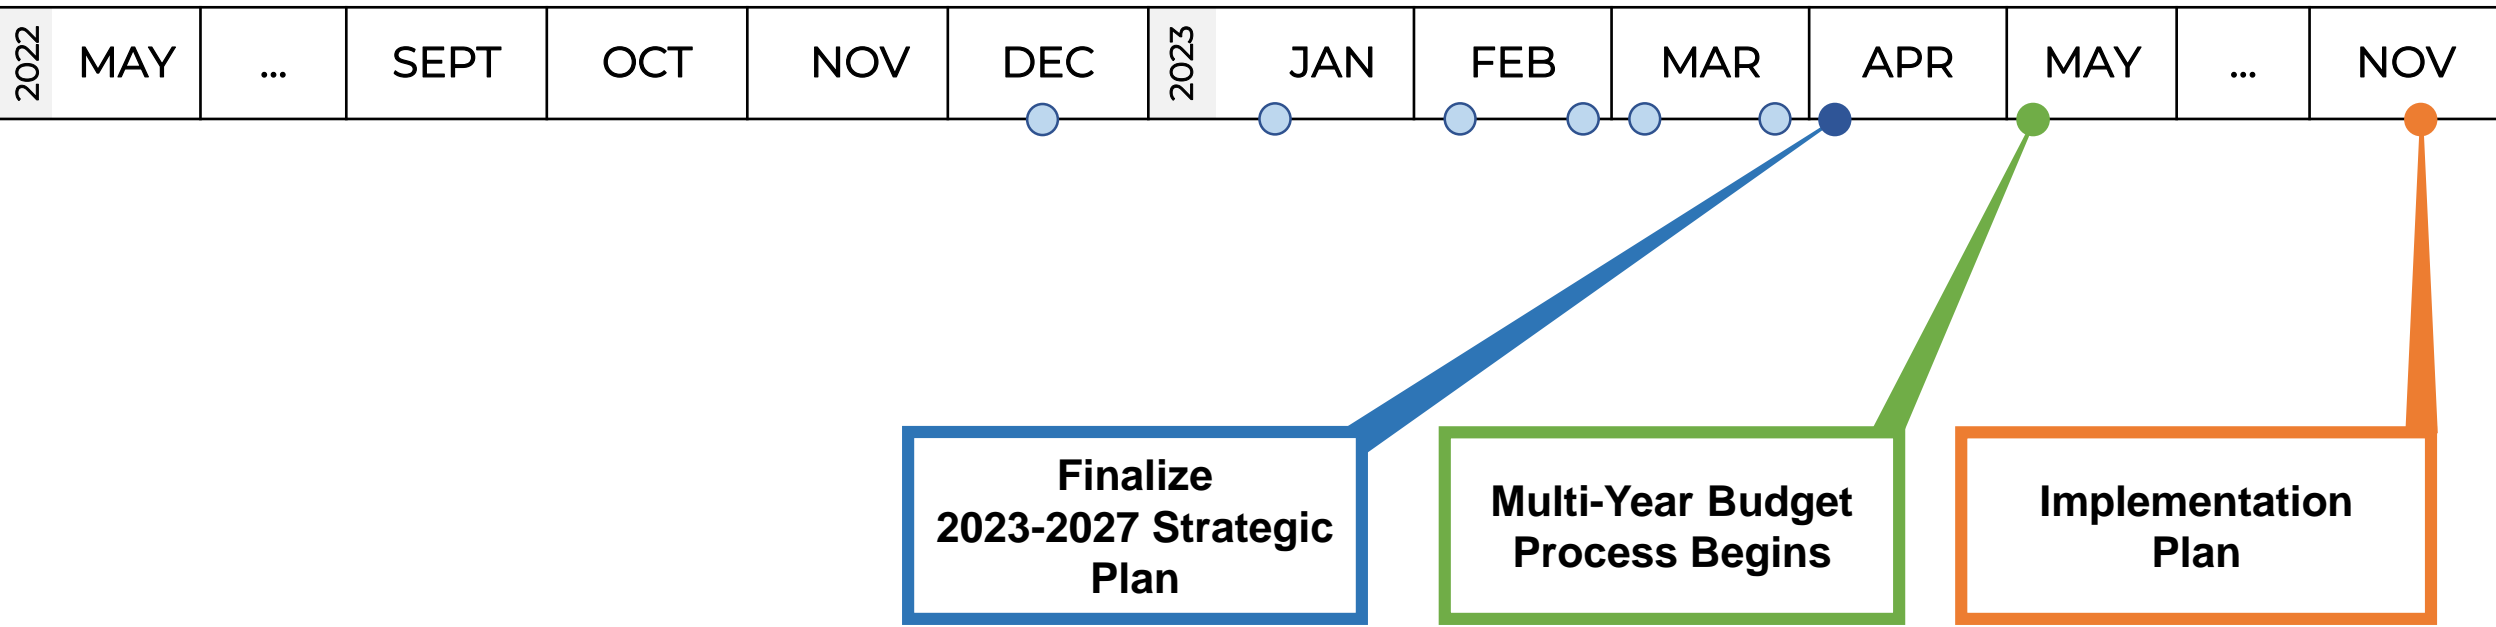 2022 MAY ... SEPT OCT NOV DEC 2023 JAN FEB MAR APR MAY ... NOV
Finalize
2023-2027 Strategic
Plan
Multi-Year Budget
Process Begins
Implementation
Plan